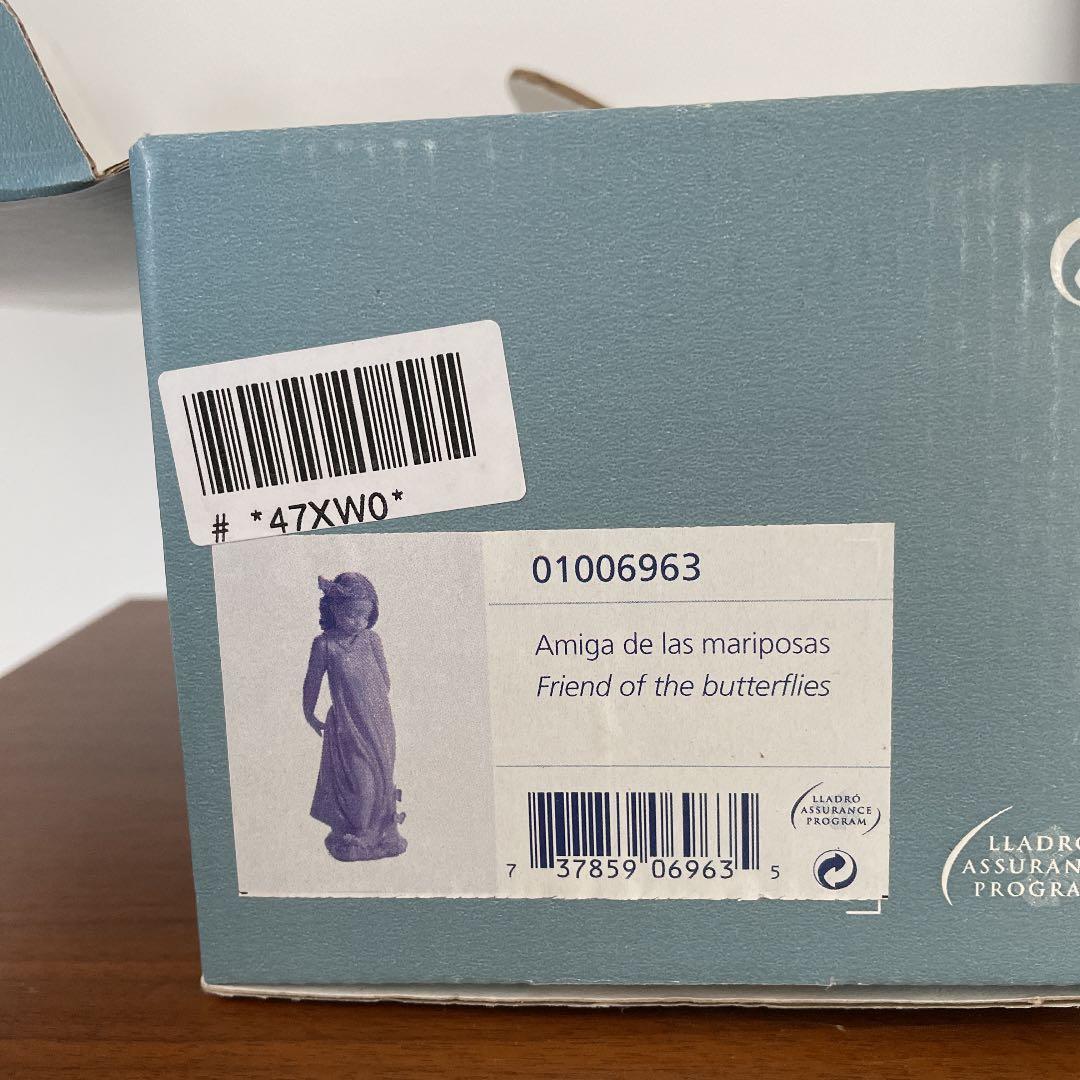 # *47XW0*
01006963
Amiga de las mariposas
Friend of the butterflies
LLADRÓ
ASSURANCE
PROGRAM
7 37859 06963 5
LLADRÓ
ASSURAN
PROGRA